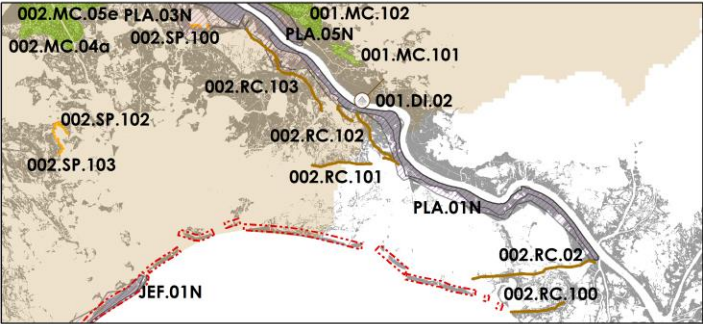 002.MC.05e PLA.03N 001.MC.102
002.MC.04a 002.SP.100 PLA.05N
001.MC.101
002.RC.103 001.DI.02
002.SP.102
002.RC.102
002.SP.103
002.RC.101
PLA.01N
002.RC.02
JEF.01N 002.RC.100